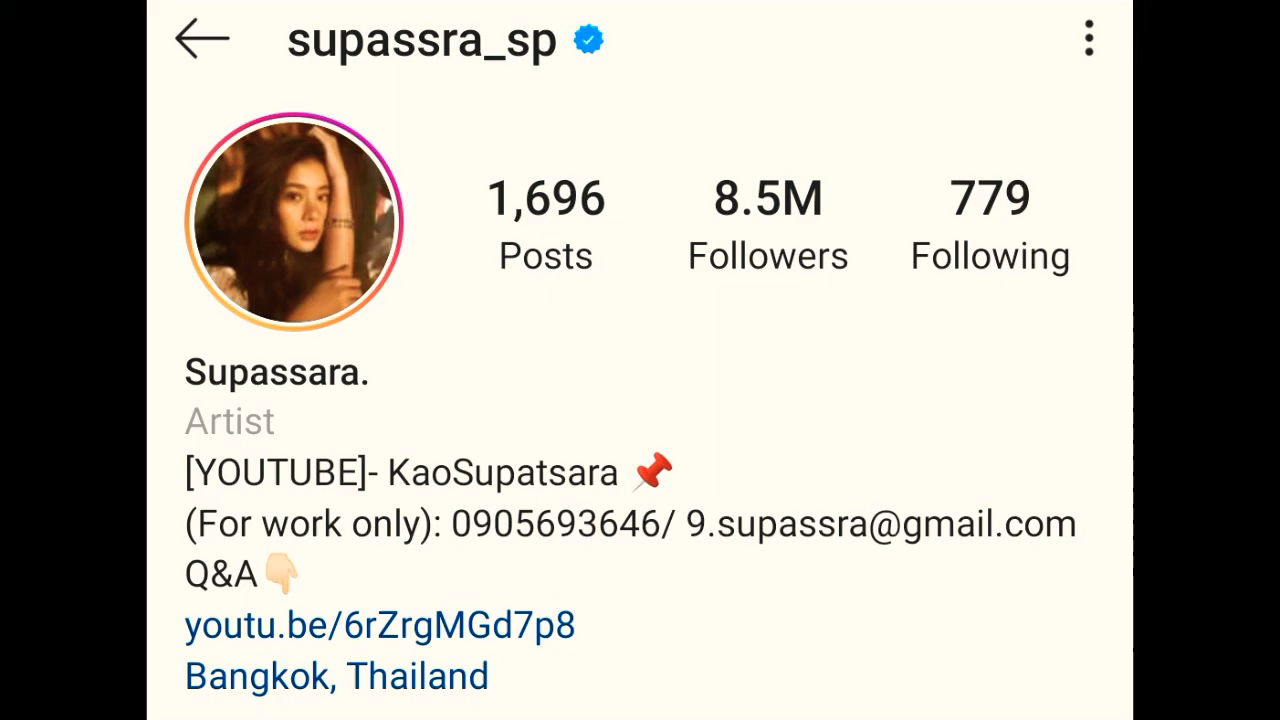 supassra_sp
1,696 8.5M 779
Posts Followers Following
Supassara.
Artist
[YOUTUBE]- KaoSupatsara 📌
(For work only): 0905693646/ 9.supassra@gmail.com
Q&A👇🏻
youtu.be/6rZrgMGd7p8
Bangkok, Thailand